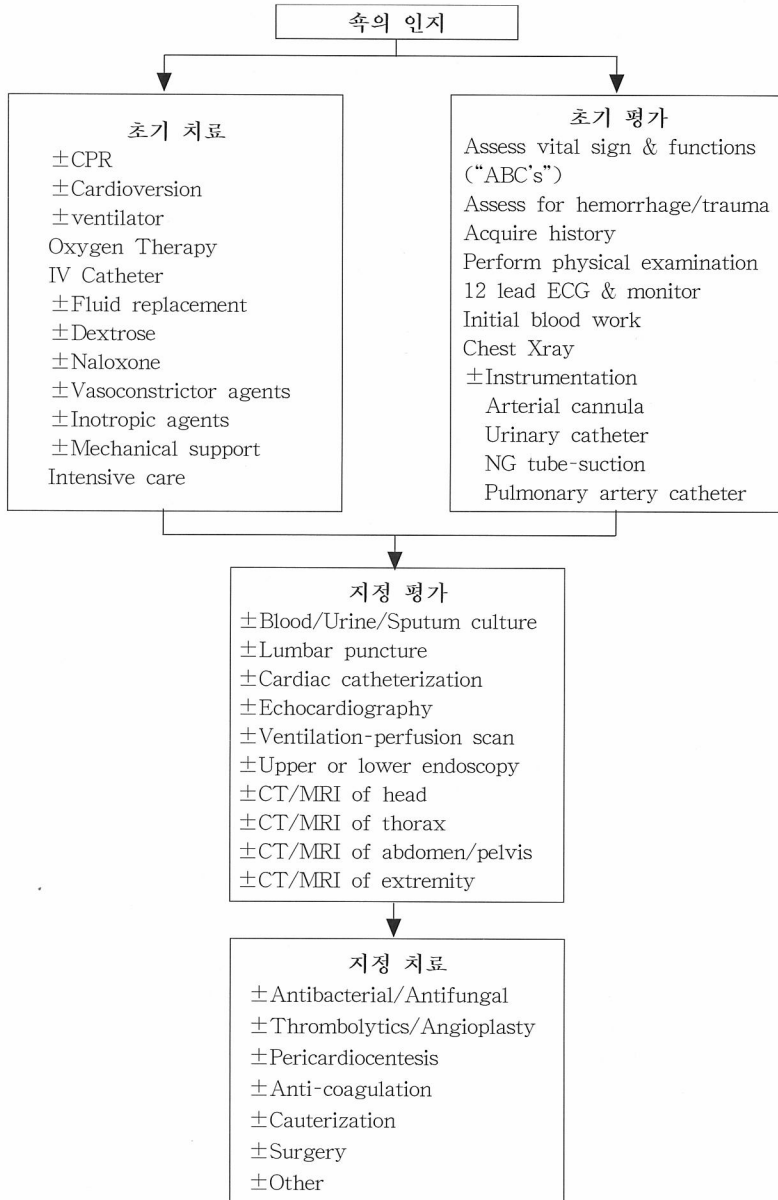 쇽의 인지
초기 치료
±CPR
±Cardioversion
±ventilator
Oxygen Therapy
IV Catheter
±Fluid replacement
±Dextrose
±Naloxone
±Vasoconstrictor agents
±Inotropic agents
±Mechanical support
Intensive care
초기 평가
Assess vital sign & functions
(“ABC's”)
Assess for hemorrhage/trauma
Acquire history
Perform physical examination
12 lead ECG & monitor
Initial blood work
Chest Xray
±Instrumentation
Arterial cannula
Urinary catheter
NG tube-suction
Pulmonary artery catheter
지정 평가
±Blood/Urine/Sputum culture
±Lumbar puncture
±Cardiac catheterization
±Echocardiography
±Ventilation-perfusion scan
±Upper or lower endoscopy
±CT/MRI of head
±CT/MRI of thorax
±CT/MRI of abdomen/pelvis
±CT/MRI of extremity
지정 치료
±Antibacterial/Antifungal
±Thrombolytics/Angioplasty
±Pericardiocentesis
±Anti-coagulation
±Cauterization
±Surgery
±Other